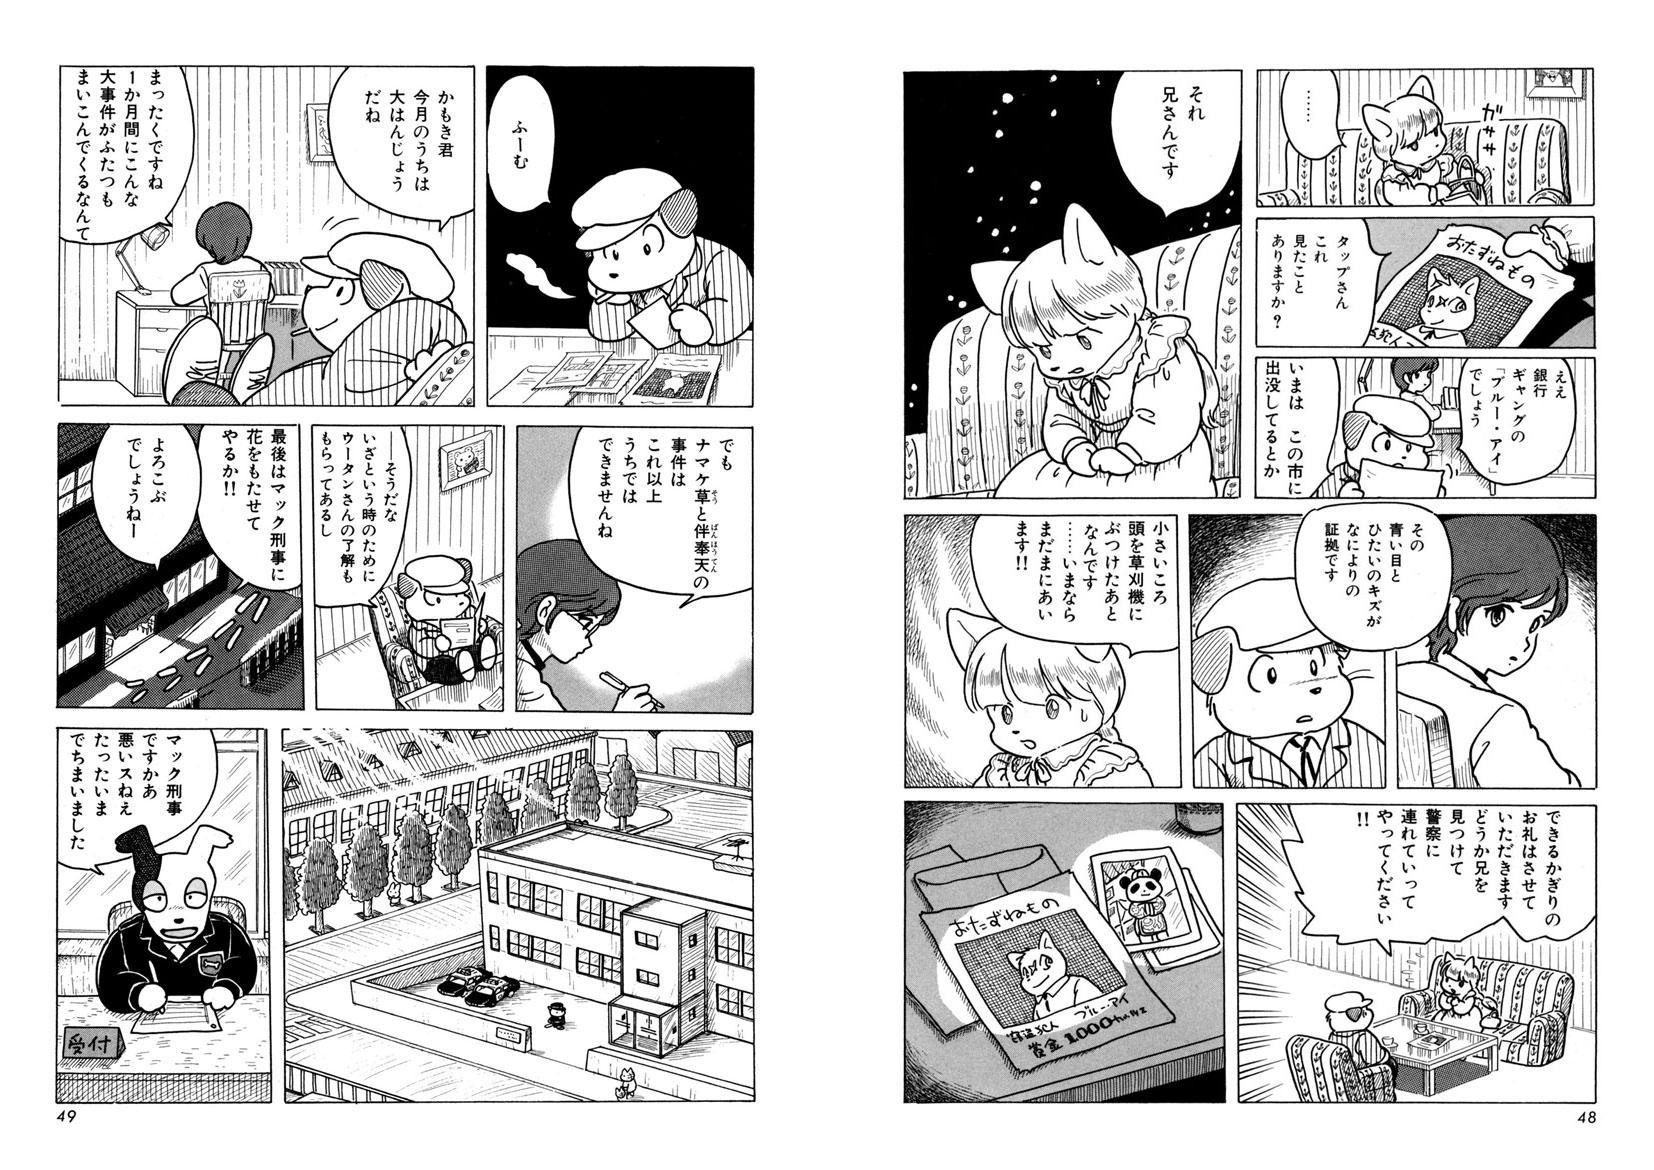 ……
ガササ
タップさん
これ
見たこと
ありますか？
おたずねもの
ええ
銀行
ギャングの
「ブルー・アイ」
でしょう
いまは この市に
出没してるとか
それ
兄さんです
その
青い目と
ひたいのキズが
なによりの
証拠です
小さいころ
頭を草刈機に
ぶつけたあと
なんです
……いまなら
まだまにあい
ます!!
できるかぎりの
お礼はさせて
いただきます
どうか兄を
見つけて
警察に
連れていって
やってください
!!
おたずねもの
ブルーアイ
賞金1000
48
ふーむ
かもき君
今月のうちは
大はんじょう
だね
まったくですね
1か月間にこんな
大事件がふたつも
まいこんでくるなんて
でも
ナマケ草と伴奉天の
そう
ばんほうてん
事件は
これ以上
うちでは
できませんね
――そうだな
いざという時のために
ウータンさんの了解も
もらってあるし
最後はマック刑事に
花をもたせて
やるか!!
よろこぶ
でしょうねー
マック刑事
ですかあ
悪いスねえ
たったいま
でちまいました
受付
49